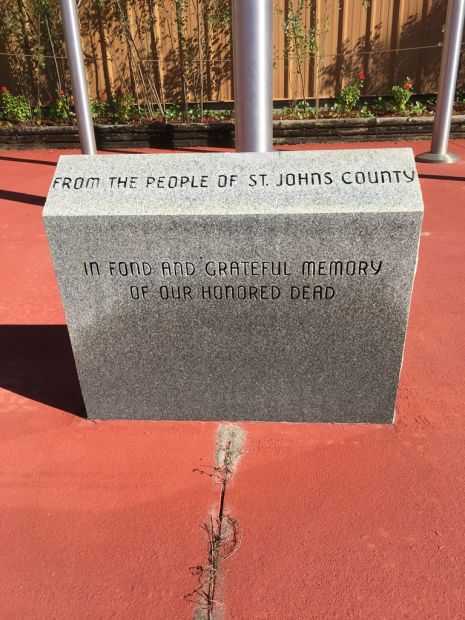 FROM THE PEOPLE OF ST. JOHNS COUNTY
IN FOND AND GRATEFUL MEMORY
OF OUR HONORED DEAD